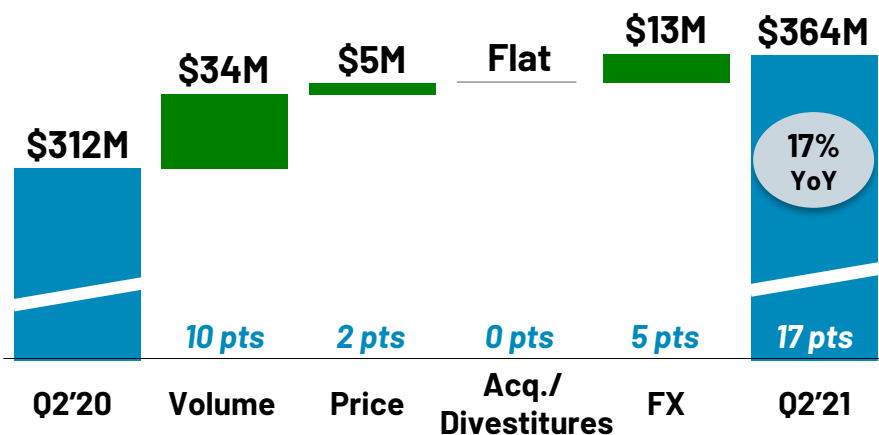 $312M
$34M
$5M
Flat
$13M
$364M
17%
YoY
10 pts
2 pts
0 pts
5 pts
17 pts
Q2'20
Volume
Price
Acq./
Divestitures
FX
Q2'21